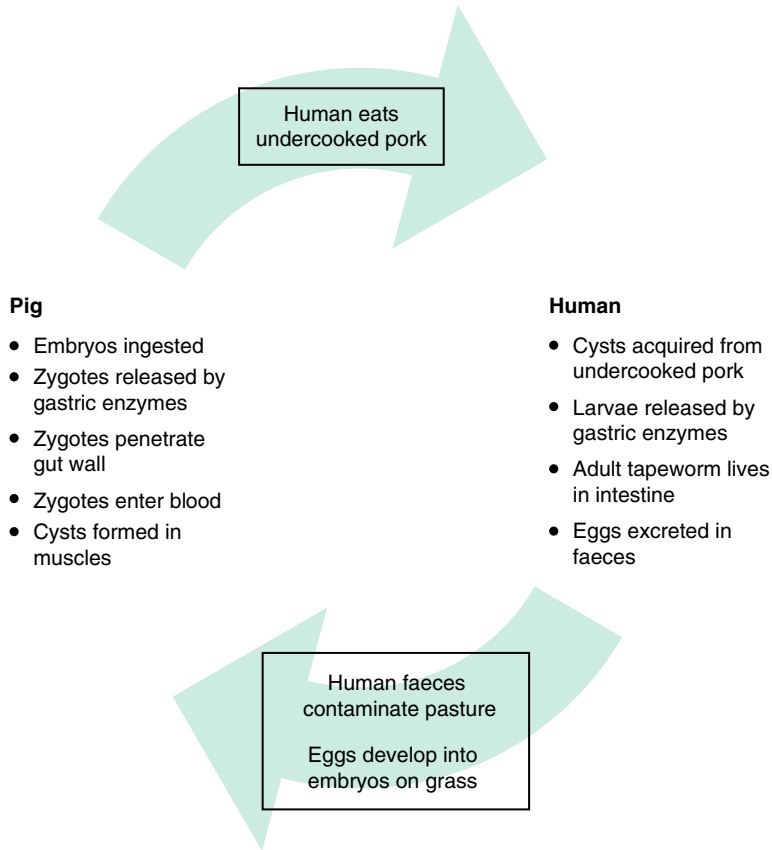 Human eats
undercooked pork
Pig
• Embryos ingested
• Zygotes released by
gastric enzymes
• Zygotes penetrate
gut wall
• Zygotes enter blood
• Cysts formed in
muscles
Human
• Cysts acquired from
undercooked pork
• Larvae released by
gastric enzymes
• Adult tapeworm lives
in intestine
• Eggs excreted in
faeces
Human faeces
contaminate pasture
Eggs develop into
embryos on grass